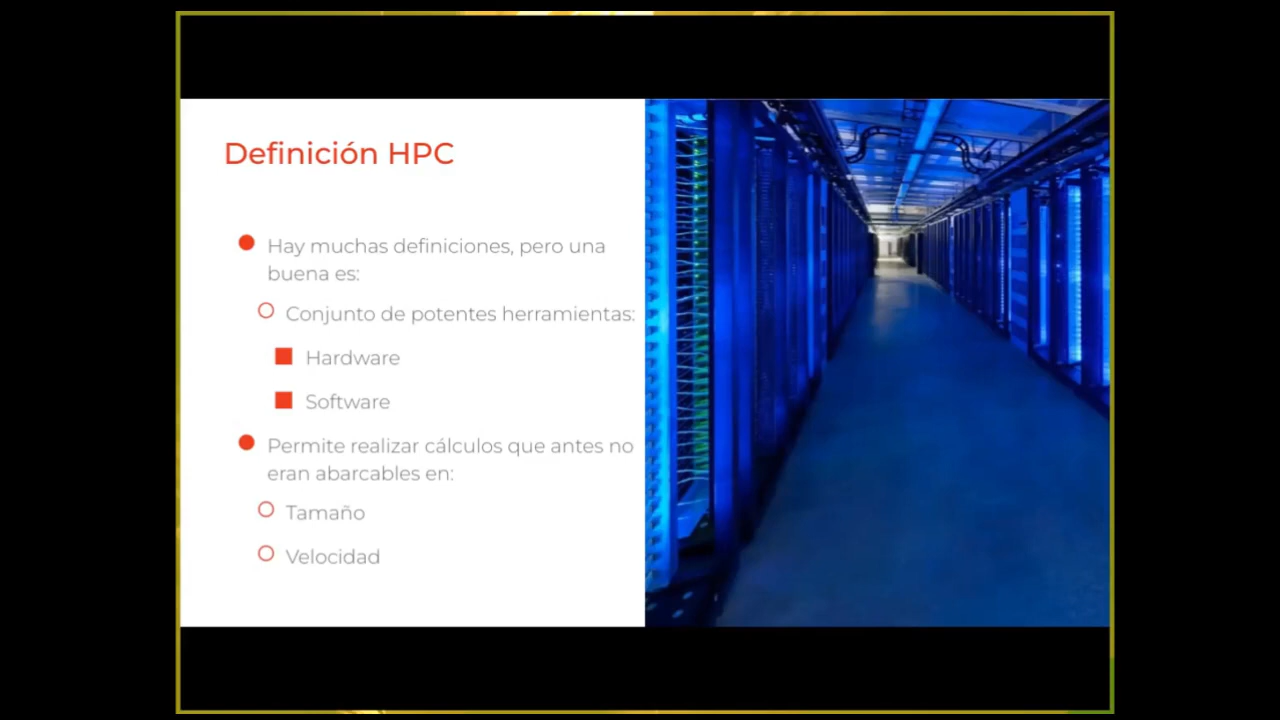 Definición HPC
Hay muchas definiciones, pero una
buena es:
Conjunto de potentes herramientas:
Hardware
Software
Permite realizar cálculos que antes no
eran abarcables en:
Tamaño
Velocidad